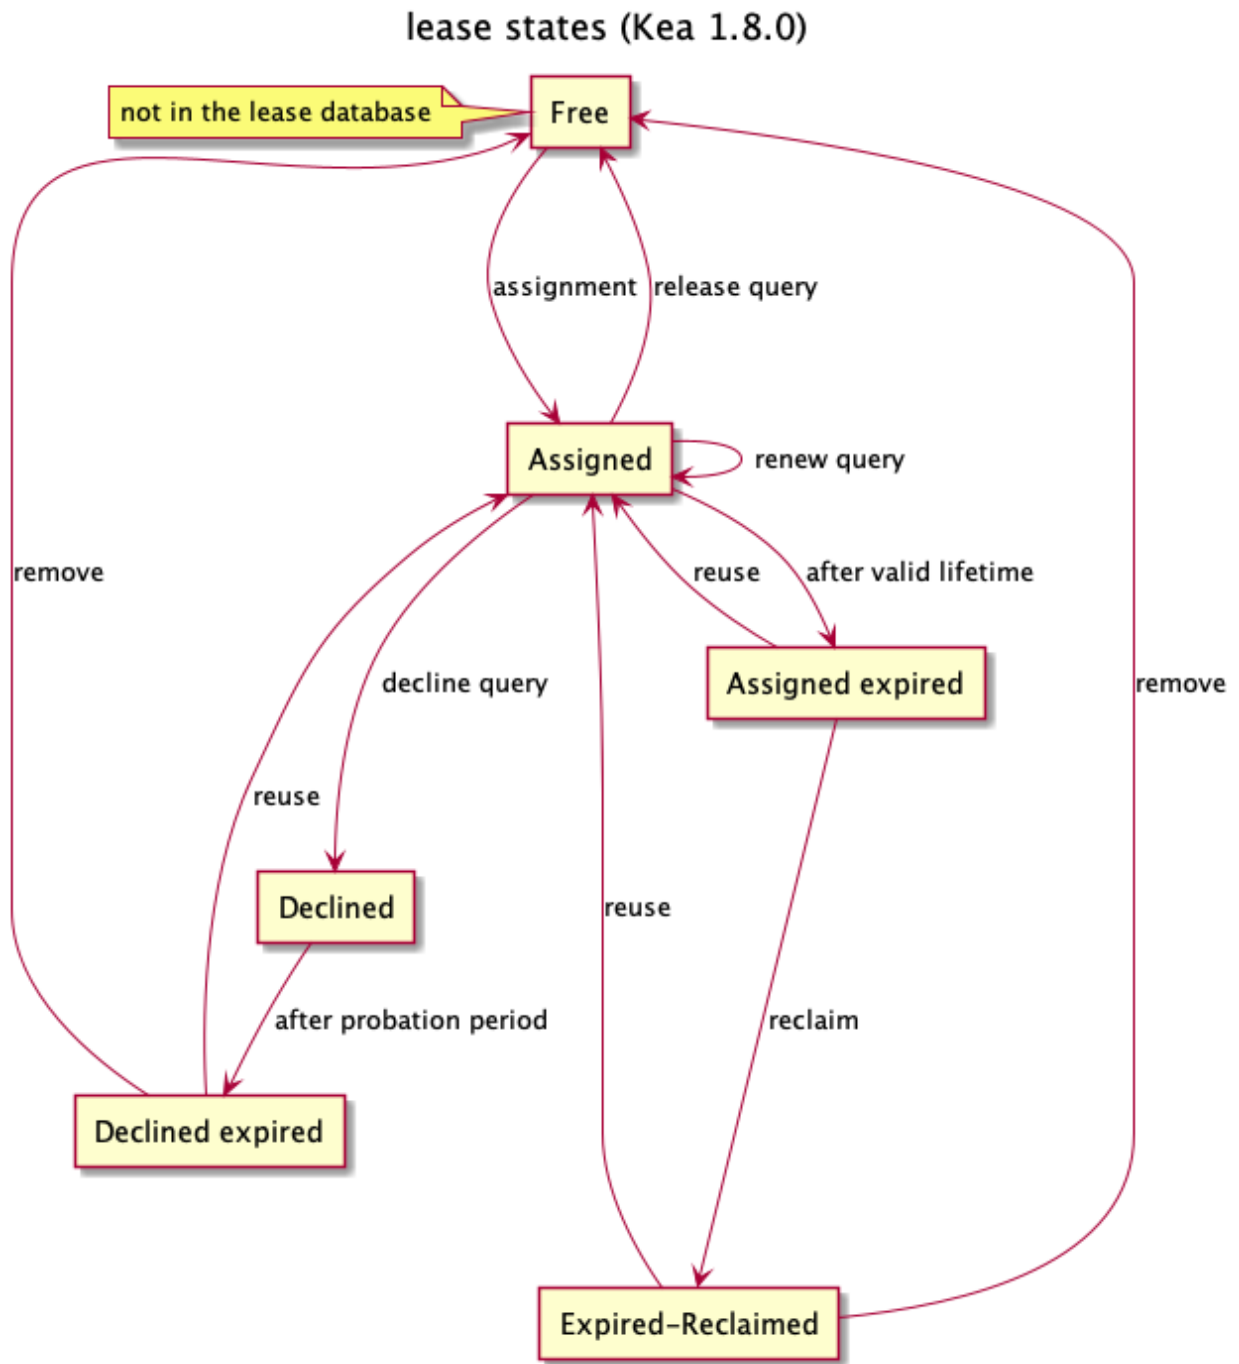 lease states (Kea 1.8.0)
not in the lease database
Free
assignment
release query
Assigned
renew query
remove
reuse
after valid lifetime
decline query
Assigned expired
remove
reuse
Declined
reuse
after probation period
reclaim
Declined expired
Expired-Reclaimed